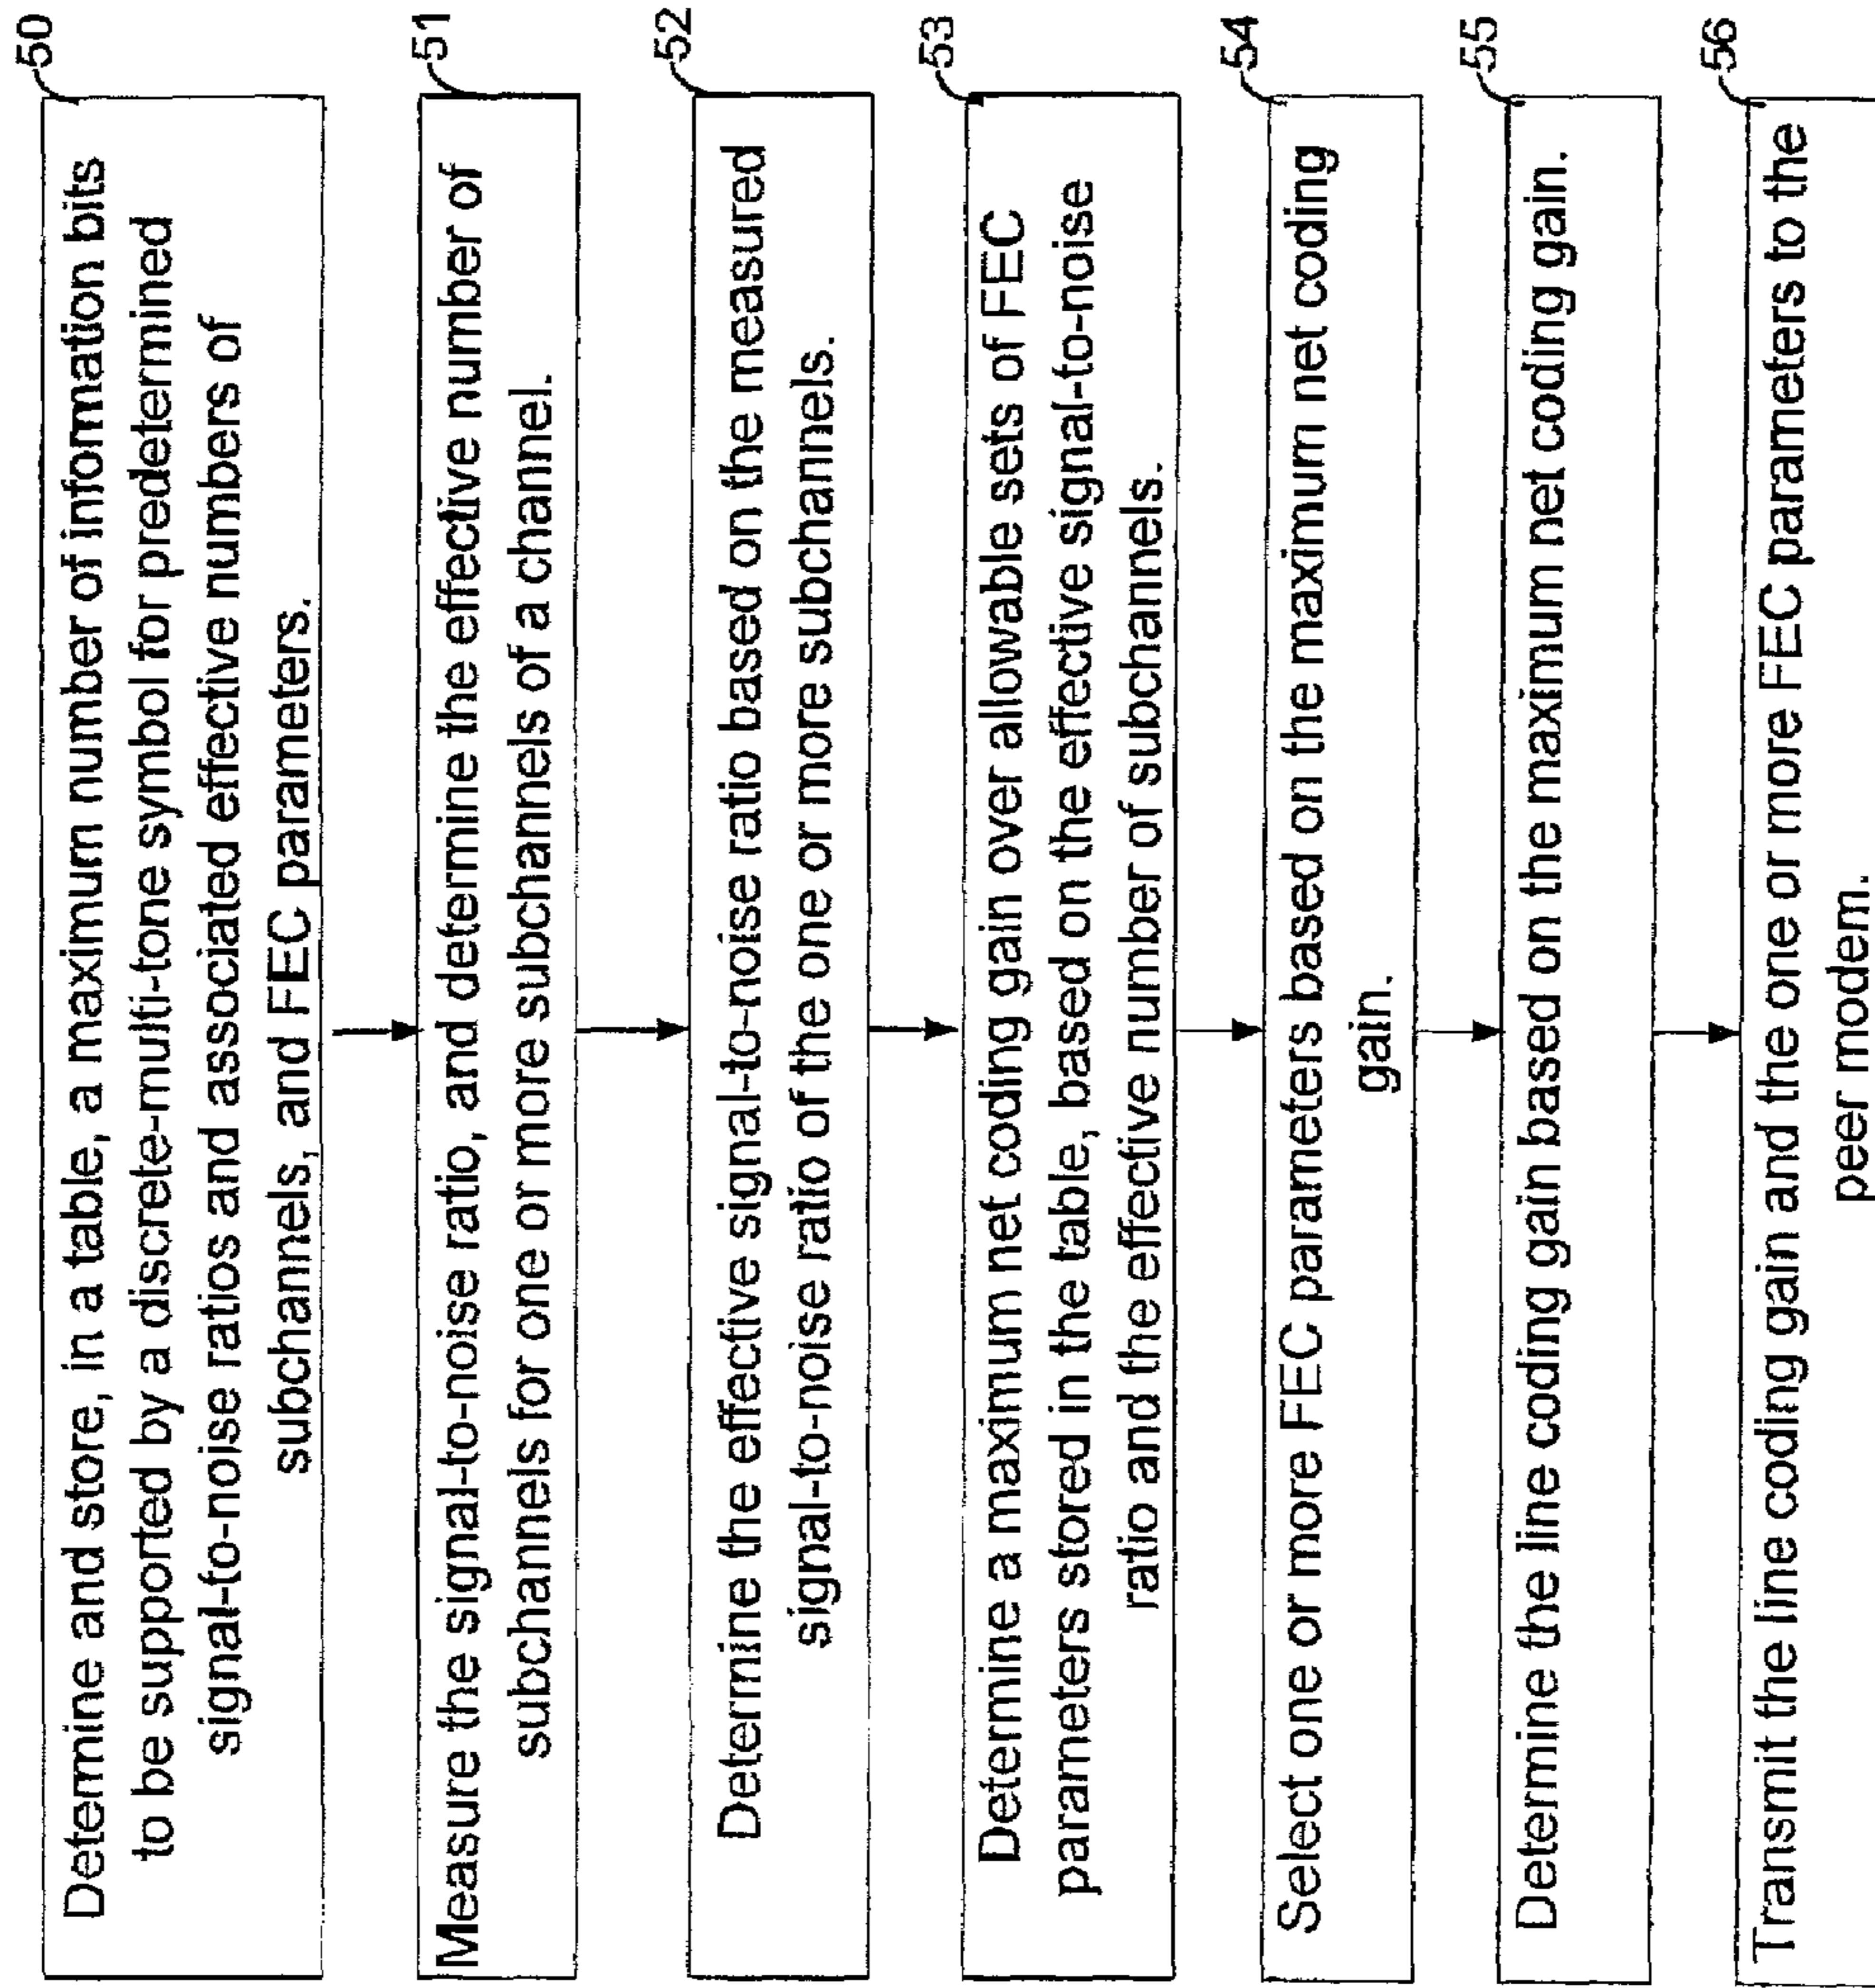 50
Determine and store, in a table, a maximum number of infomation bits
to be supported by a discrete-multi-tone symbol for predetermined
signal-to-noise ratios and associated effective numbers of
subchannels, and FEC parameters.
51
Measure the signal-to-noise ratio, and determine the effective number of
subchannels for one or more subchannels of a channel.
52
Determine the effective signal-to-noise ratio based on the measured
signal-to-noise ratio of the one or more subchannels.
53
Determine a maximum net coding gain over allowable sets of FEC
parameters stored in the table, based on the effective signal-to-noise
ratio and the effective number of subchannels.
54
Select one or more FEC parameters based on the maximum net coding
gain.
55
Determine the line coding gain based on the maximum net coding gain.
56
Transmit the line coding gain and the one or more FEC parameters to the
peer modem.